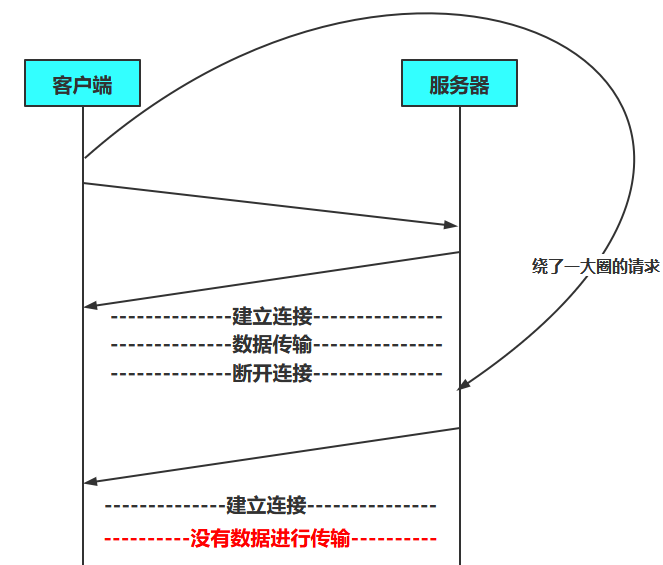 客户端
服务器
绕了一大圈的请求
--------------建立连接---------------
--------------数据传输---------------
--------------断开连接---------------
--------------建立连接---------------
----------没有数据进行传输----------